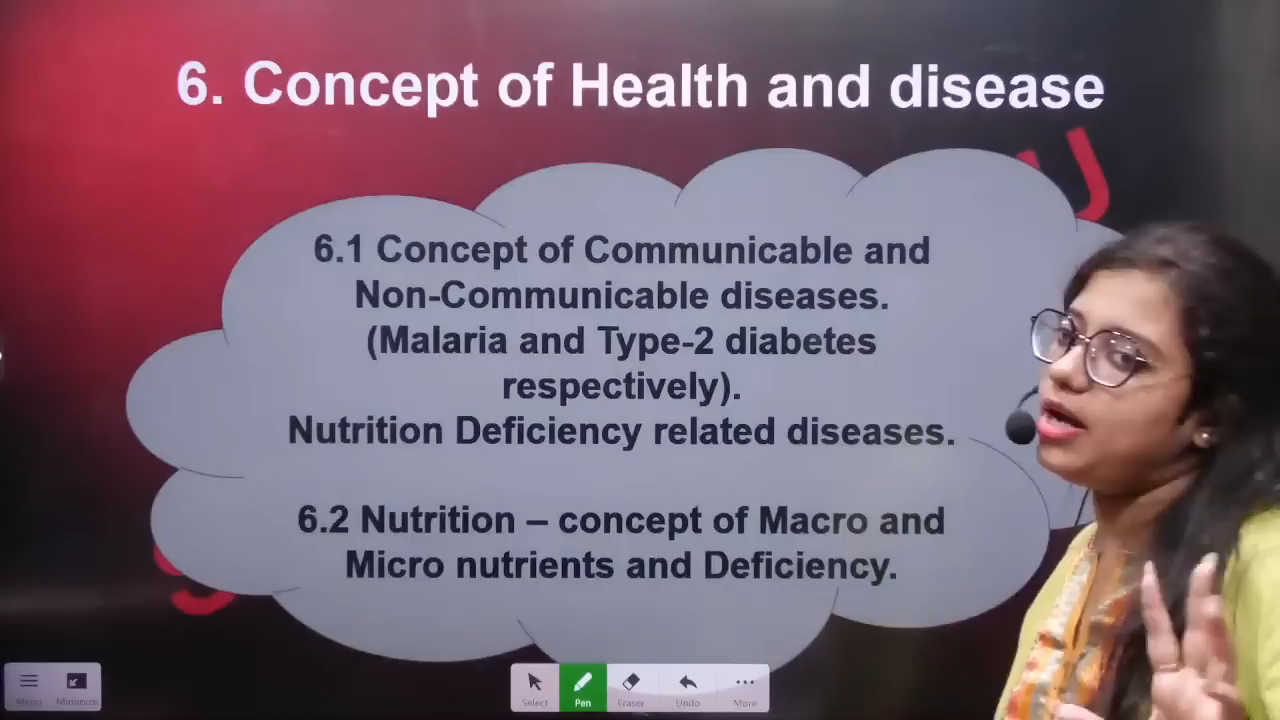 6. Concept of Health and disease
6.1 Concept of Communicable and
Non-Communicable diseases.
(Malaria and Type-2 diabetes
respectively).
Nutrition Deficiency related diseases.
6.2 Nutrition – concept of Macro and
Micro nutrients and Deficiency.
Menu Minimize Select Pen Eraser Undo More